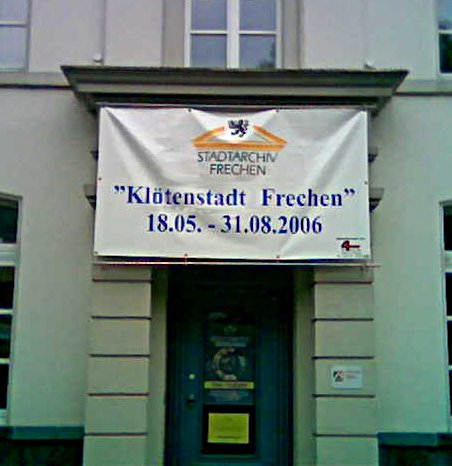 STADTARCHIV
FRECHEN
”Klötenstadt Frechen”
18.05. - 31.08.2006